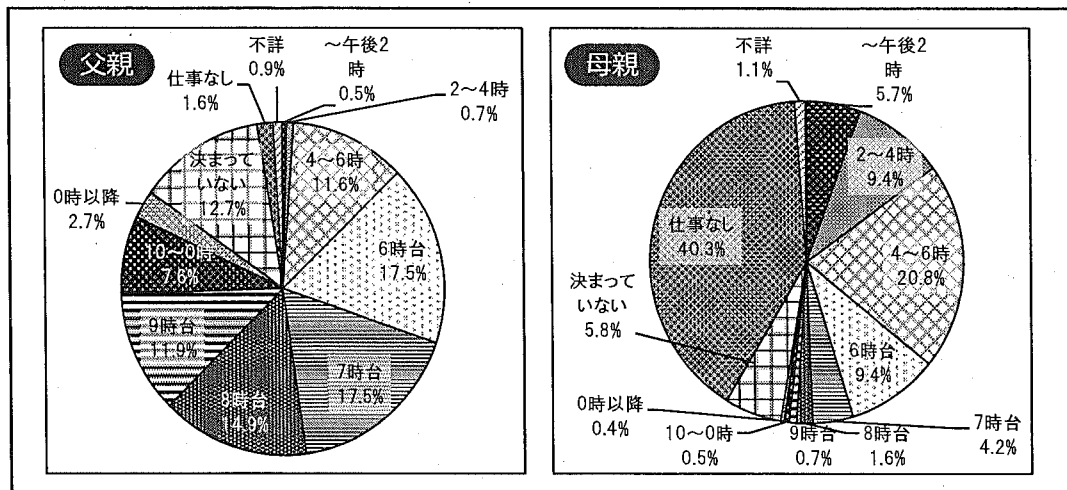 父親
不詳
0.9%
～午後2
時
0.5%
仕事なし
1.6%
2～4時
0.7%
決まって
いない
12.7%
4～6時
11.6%
0時以降
2.7%
6時台
17.5%
10～0時
7.6%
9時台
11.9%
7時台
17.5%
8時台
14.9%
母親
不詳
1.1%
～午後2
時
5.7%
2～4時
9.4%
仕事なし
40.3%
4～6時
20.8%
決まって
いない
5.8%
6時台
9.4%
0時以降
0.4%
10～0時
0.5%
9時台
0.7%
8時台
1.6%
7時台
4.2%